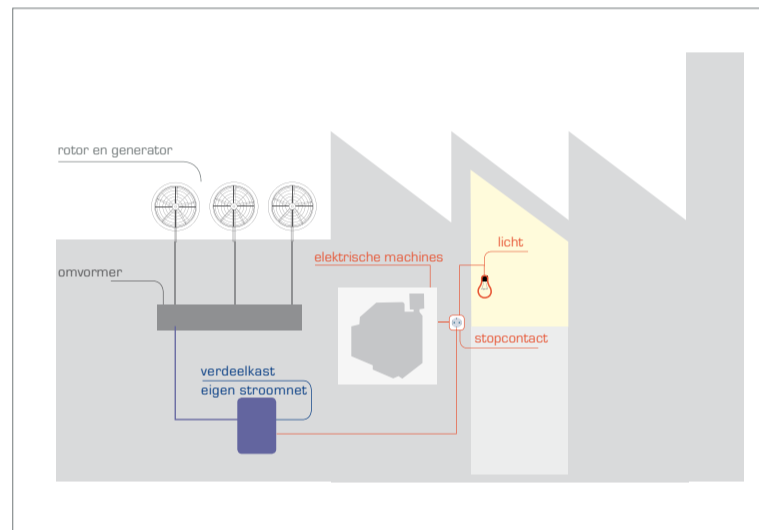 rotor en generator
licht
elektrische machines
omvormer
stopcontact
verdeelkast
eigen stroomnet